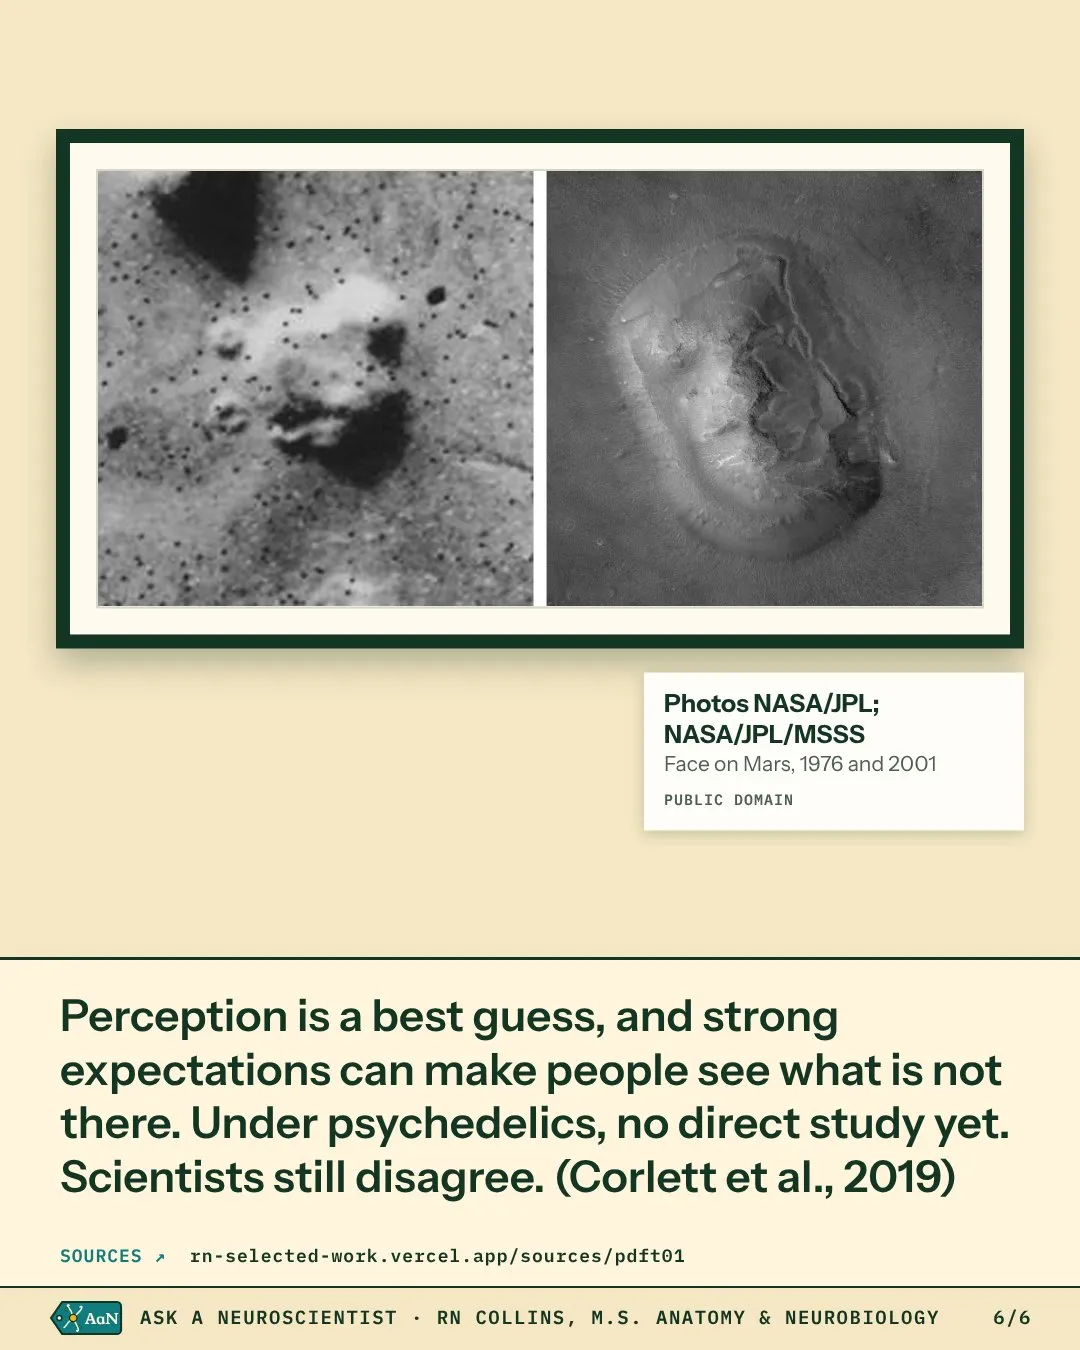 Photos NASA/JPL;
NASA/JPL/MSSS
Face on Mars, 1976 and 2001
PUBLIC DOMAIN
Perception is a best guess, and strong
expectations can make people see what is not
there. Under psychedelics, no direct study yet.
Scientists still disagree. (Corlett et al., 2019)
SOURCES ↗ rn-selected-work.vercel.app/sources/pdft01
AaN ASK A NEUROSCIENTIST · RN COLLINS, M.S. ANATOMY & NEUROBIOLOGY 6/6